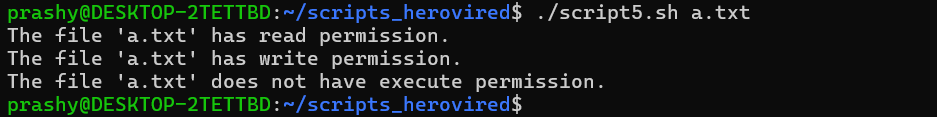 prashy@DESKTOP-2TETTBD:~/scripts_herovired$ ./script5.sh a.txt
The file 'a.txt' has read permission.
The file 'a.txt' has write permission.
The file 'a.txt' does not have execute permission.
prashy@DESKTOP-2TETTBD:~/scripts_herovired$